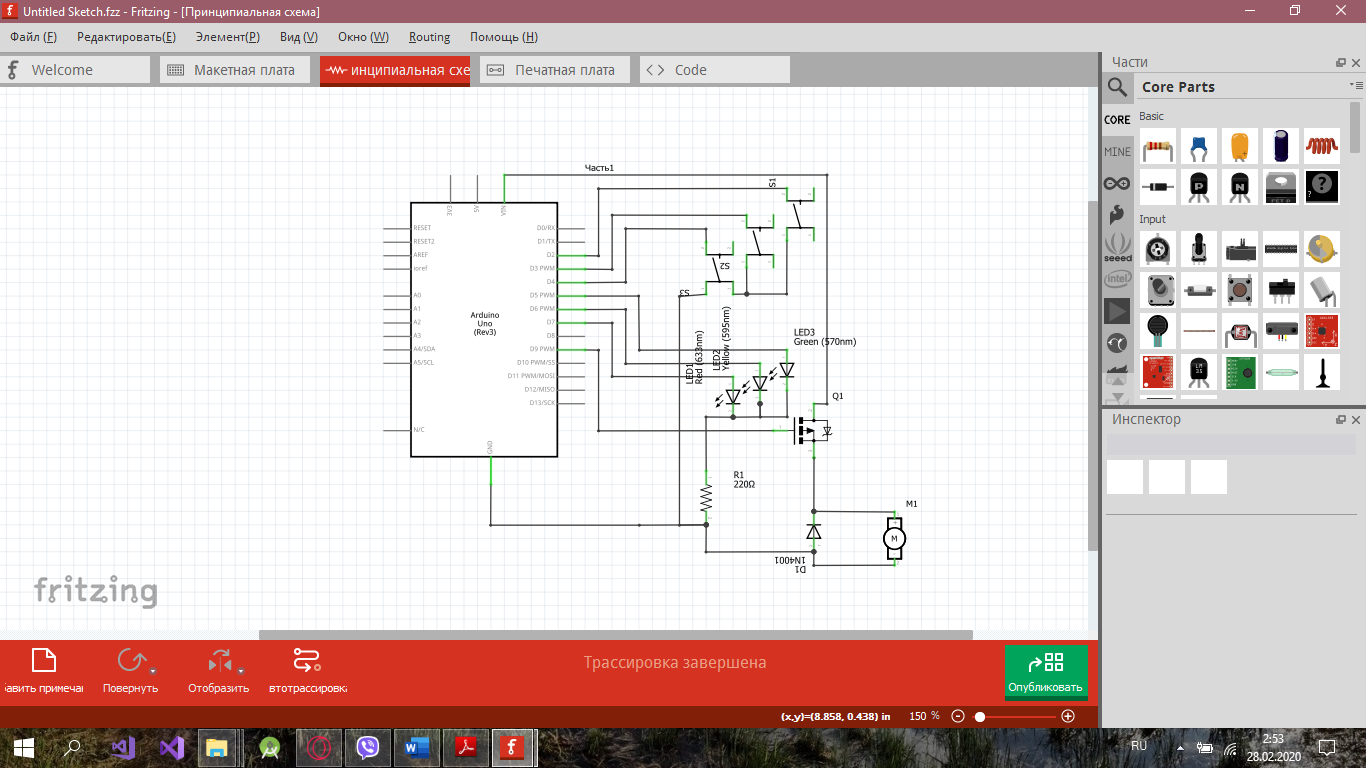 Untitled Sketch.fzz - Fritzing - [Принципиальная схема]
Файл (F) Редактировать(E) Элемент(P) Вид (V) Окно (W) Routing Помощь (H)
Welcome Макетная плата инципиальная схе Печатная плата Code
Часть1
3V3 5V VIN
RESET
RESET2
AREF
ioref
A0
A1
A2
A3
A4/SDA
A5/SCL
N/C
GND
Arduino
Uno
(Rev3)
D0/RX
D1/TX
D2
D3 PWM
D4
D5 PWM
D6 PWM
D7
D8
D9 PWM
D10 PWM/SS
D11 PWM/MOSI
D12/MISO
D13/SCK
S1
S2
S3
LED1
Red (633nm)
LED2
Yellow (595nm)
LED3
Green (570nm)
Q1
R1
220Ω
M1
M
D1
1N4001
fritzing
Части
Core Parts
CORE
MINE
seeed
intel
Basic
Input
Инспектор
Трассировка завершена
бавить примечан
Повернуть
Отобразить
втотрассировка
Опубликовать
(x,y)=(8.858, 0.438) in 150 %
RU
2:53
28.02.2020